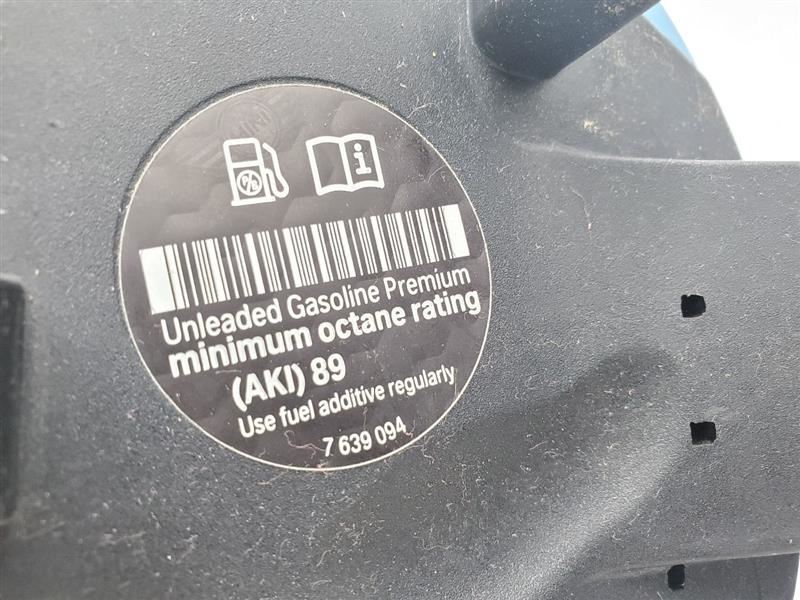 Unleaded Gasoline Premium
minimum octane rating
(AKI) 89
Use fuel additive regularly
7 639 094